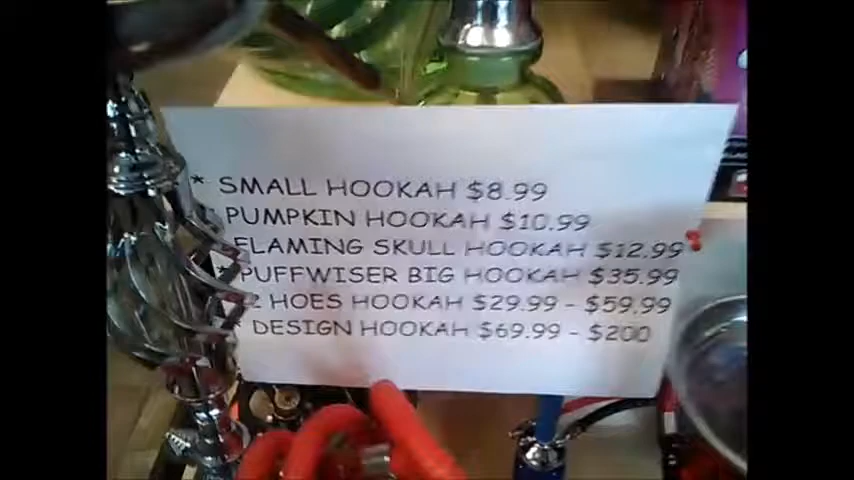 * SMALL HOOKAH $8.99
PUMPKIN HOOKAH $10.99
FLAMING SKULL HOOKAH $12.99
* PUFFWISER BIG HOOKAH $35.99
2 HOES HOOKAH $29.99 - $59.99
* DESIGN HOOKAH $69.99 - $200